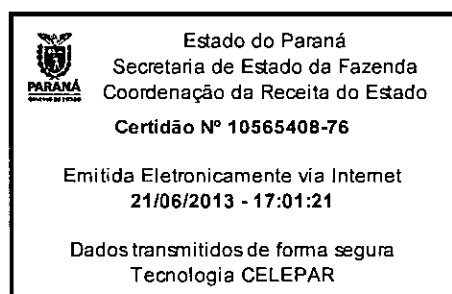 Estado do Paraná
Secretaria de Estado da Fazenda
Coordenação da Receita do Estado
PARANÁ
Certidão Nº 10565408-76
Emitida Eletronicamente via Internet
21/06/2013 - 17:01:21
Dados transmitidos de forma segura
Tecnologia CELEPAR